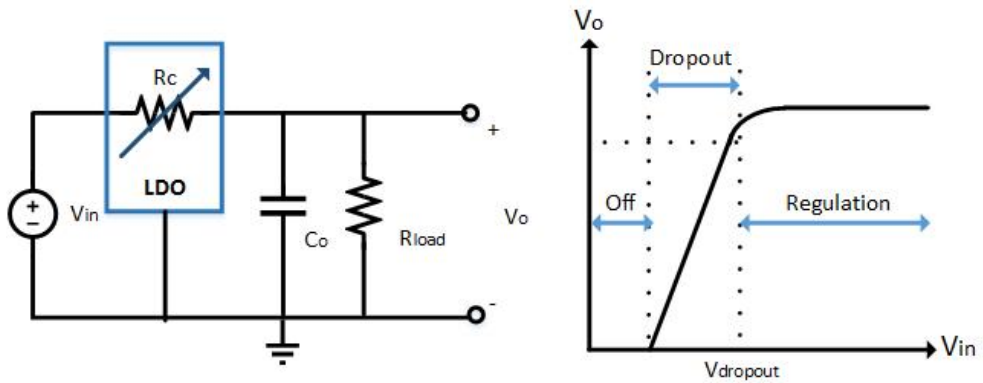 Rc
LDO
+
−
Vin
Co
Rload
+
Vo
-
Vo
Dropout
Off
Regulation
Vin
Vdropout